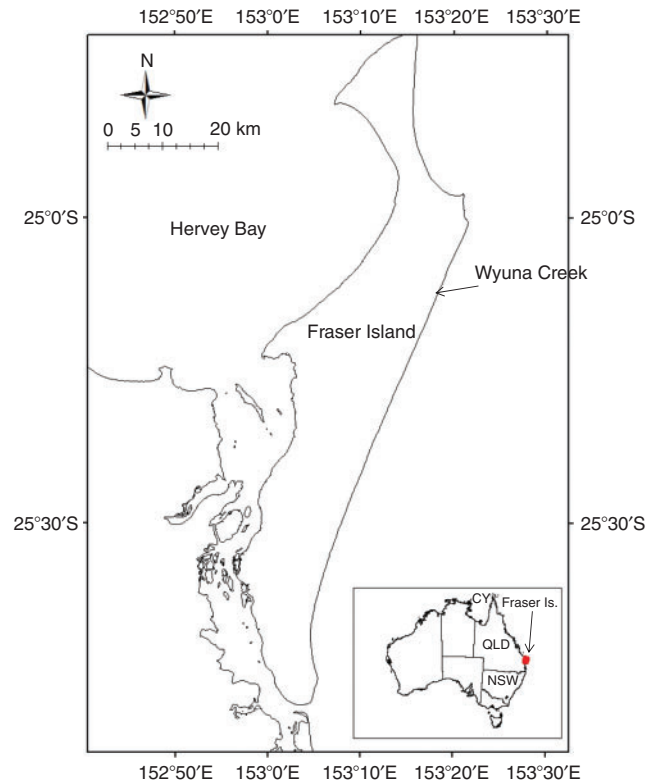 152°50′E 153°0′E 153°20′E 153°30′E
N
0 5 10 20 km
25°0′S 25°0′S
Hervey Bay
Wyuna Creek
Fraser Island
25°30′S 25°30′S
CY
Fraser Is.
QLD
NSW
152°50′E 153°0′E 153°10′E 153°20′E 153°30′E